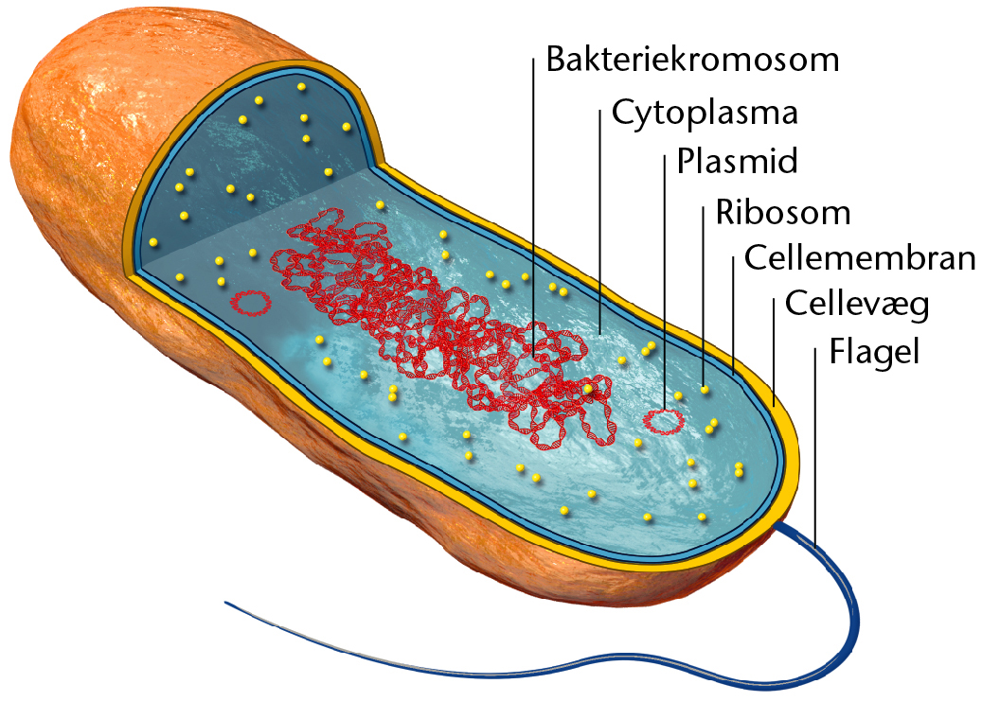 Bakteriekromosom
Cytoplasma
Plasmid
Ribosom
Cellemembran
Cellevæg
Flagel